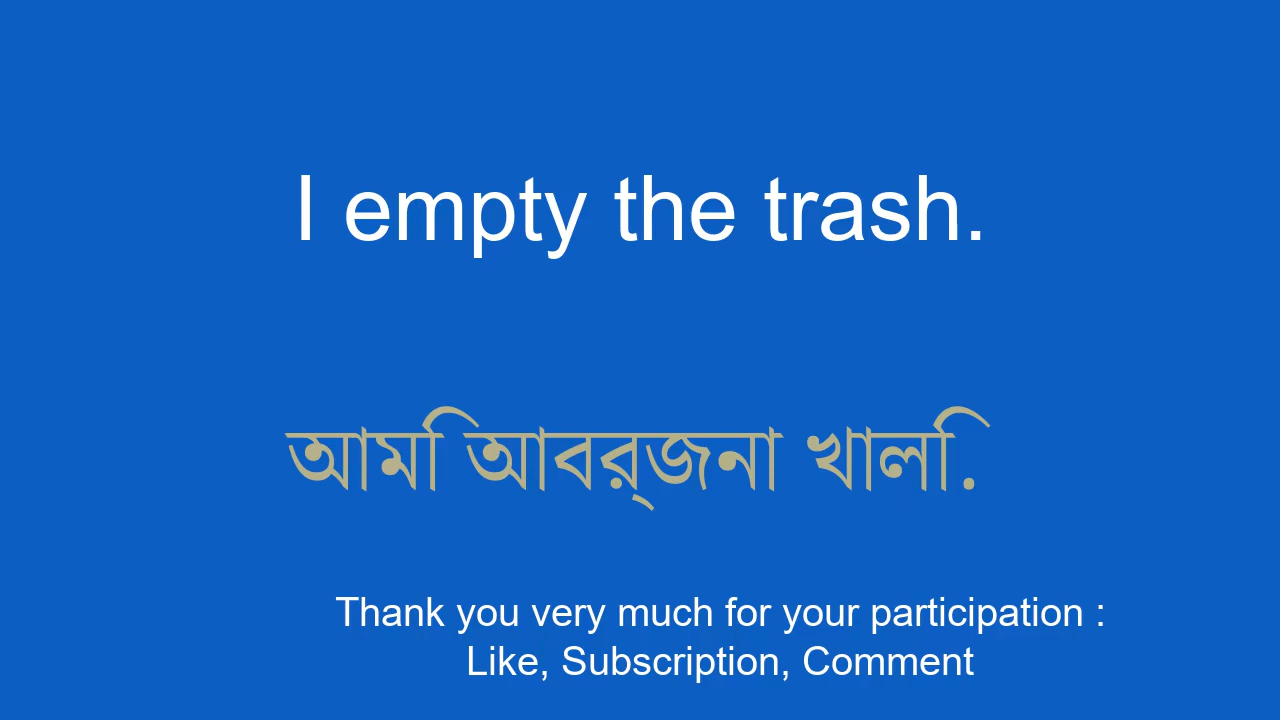 I empty the trash.
আমি আবর্জনা খালি.
Thank you very much for your participation :
Like, Subscription, Comment